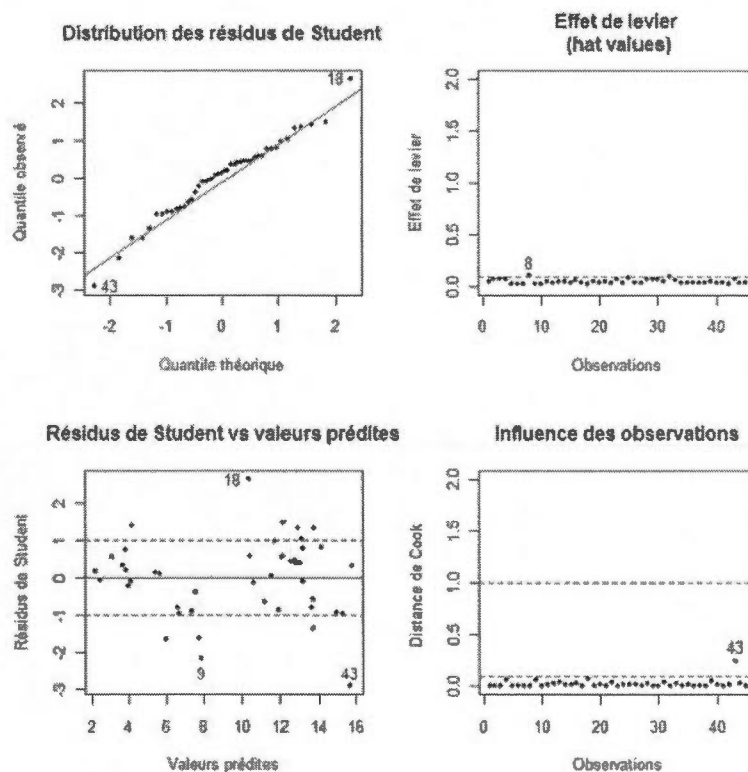 Distribution des résidus de Student
18
43
Quantile observé
-3 -2 -1 0 1 2
-2 -1 0 1 2
Quantile théorique
Effet de levier
(hat values)
8
Effet de levier
0.0 0.5 1.0 1.5 2.0
0 10 20 30 40
Observations
Résidus de Student vs valeurs prédites
18
9
43
Résidus de Student
-3 -2 -1 0 1 2
2 4 6 8 10 12 14 16
Valeurs prédites
Influence des observations
43
Distance de Cook
0.0 0.5 1.0 1.5 2.0
0 10 20 30 40
Observations